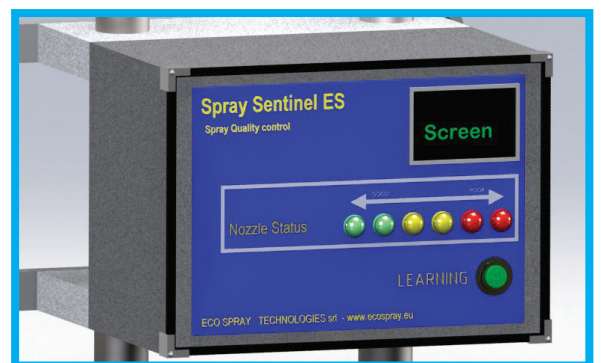 Spray Sentinel ES
Spray Quality control
Screen
GOOD
POOR
Nozzle Status
LEARNING
ECO SPRAY TECHNOLOGIES srl - www.ecospray.eu